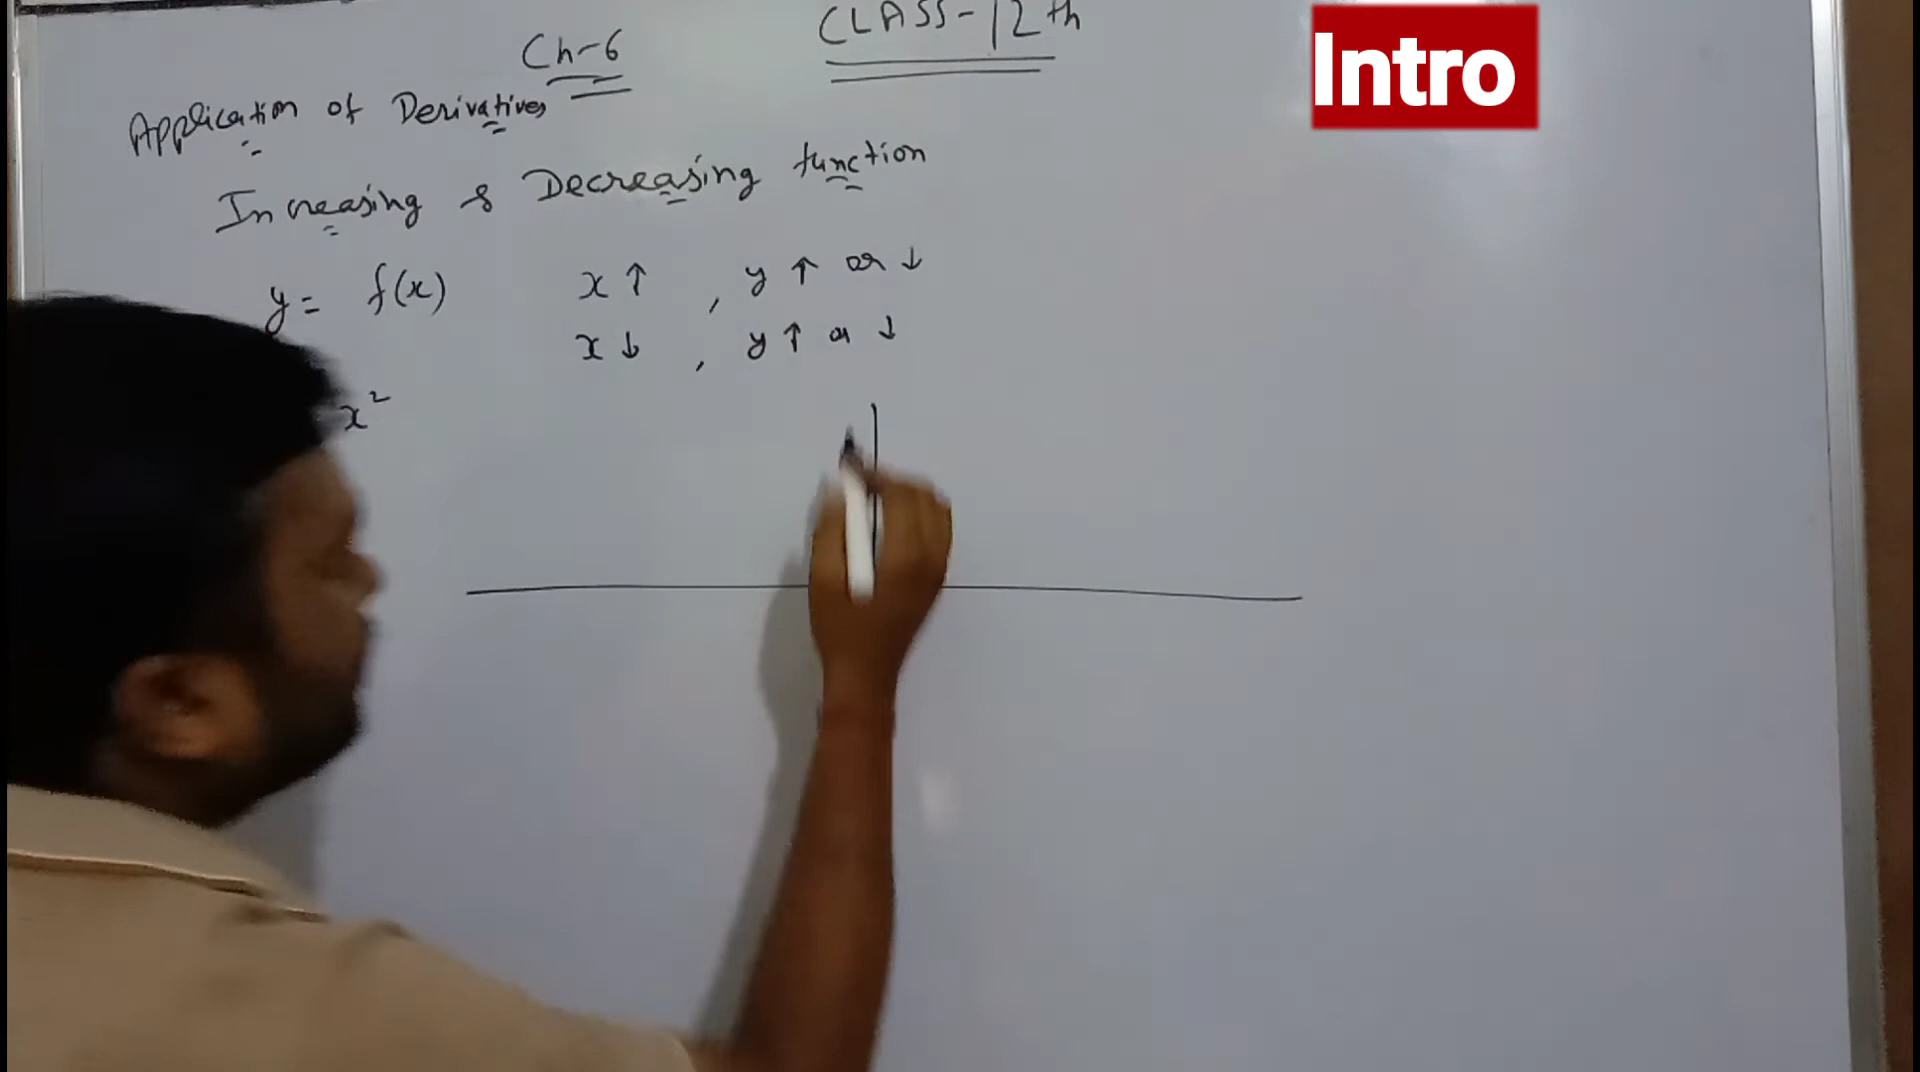 CLASS-12th
Intro
Ch-6
Application of Derivatives
Increasing & Decreasing function
y = f(x) x ↑ , y ↑ or ↓
x ↓ , y ↑ or ↓
x²